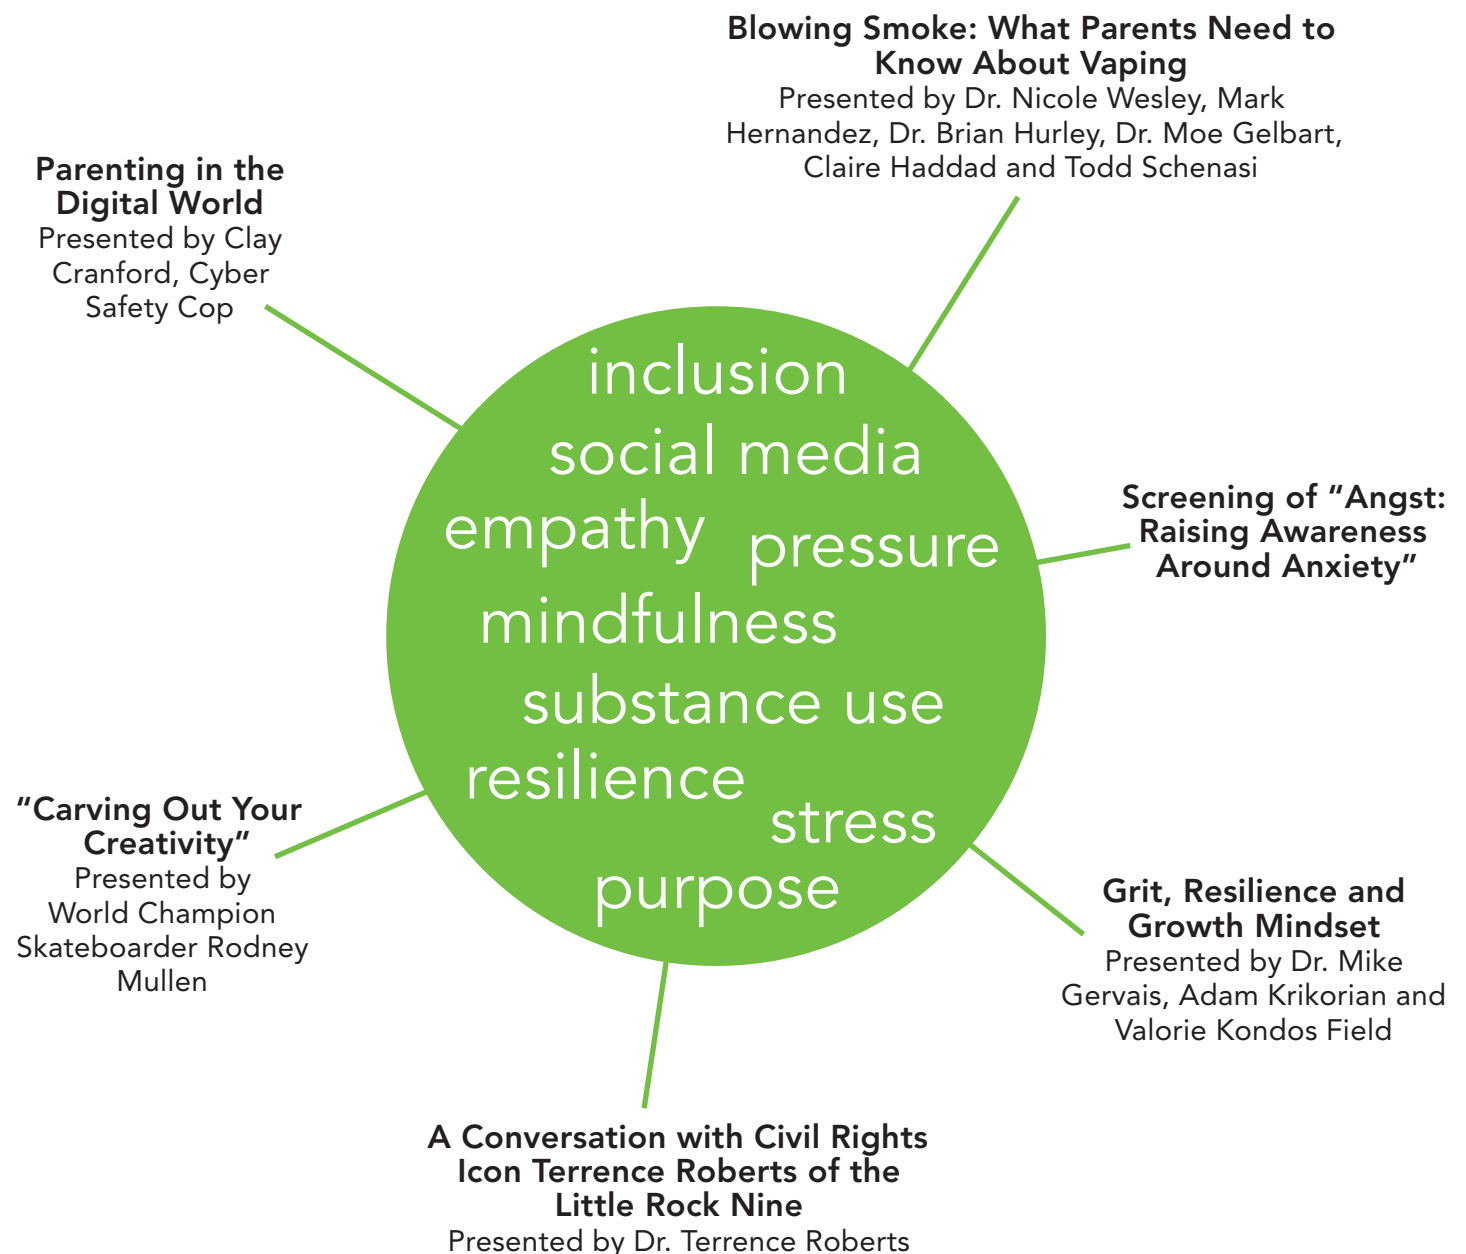 Blowing Smoke: What Parents Need to
Know About Vaping
Presented by Dr. Nicole Wesley, Mark
Hernandez, Dr. Brian Hurley, Dr. Moe Gelbart,
Claire Haddad and Todd Schenasi
Parenting in the
Digital World
Presented by Clay
Cranford, Cyber
Safety Cop
inclusion
social media
empathy
pressure
mindfulness
substance use
resilience
stress
purpose
Screening of “Angst:
Raising Awareness
Around Anxiety”
“Carving Out Your
Creativity”
Presented by
World Champion
Skateboarder Rodney
Mullen
Grit, Resilience and
Growth Mindset
Presented by Dr. Mike
Gervais, Adam Krikorian and
Valorie Kondos Field
A Conversation with Civil Rights
Icon Terrence Roberts of the
Little Rock Nine
Presented by Dr. Terrence Roberts